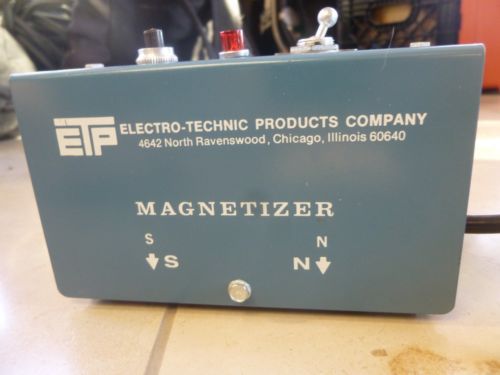 ETP ELECTRO-TECHNIC PRODUCTS COMPANY
4642 North Ravenswood, Chicago, Illinois 60640
MAGNETIZER
S N
S N